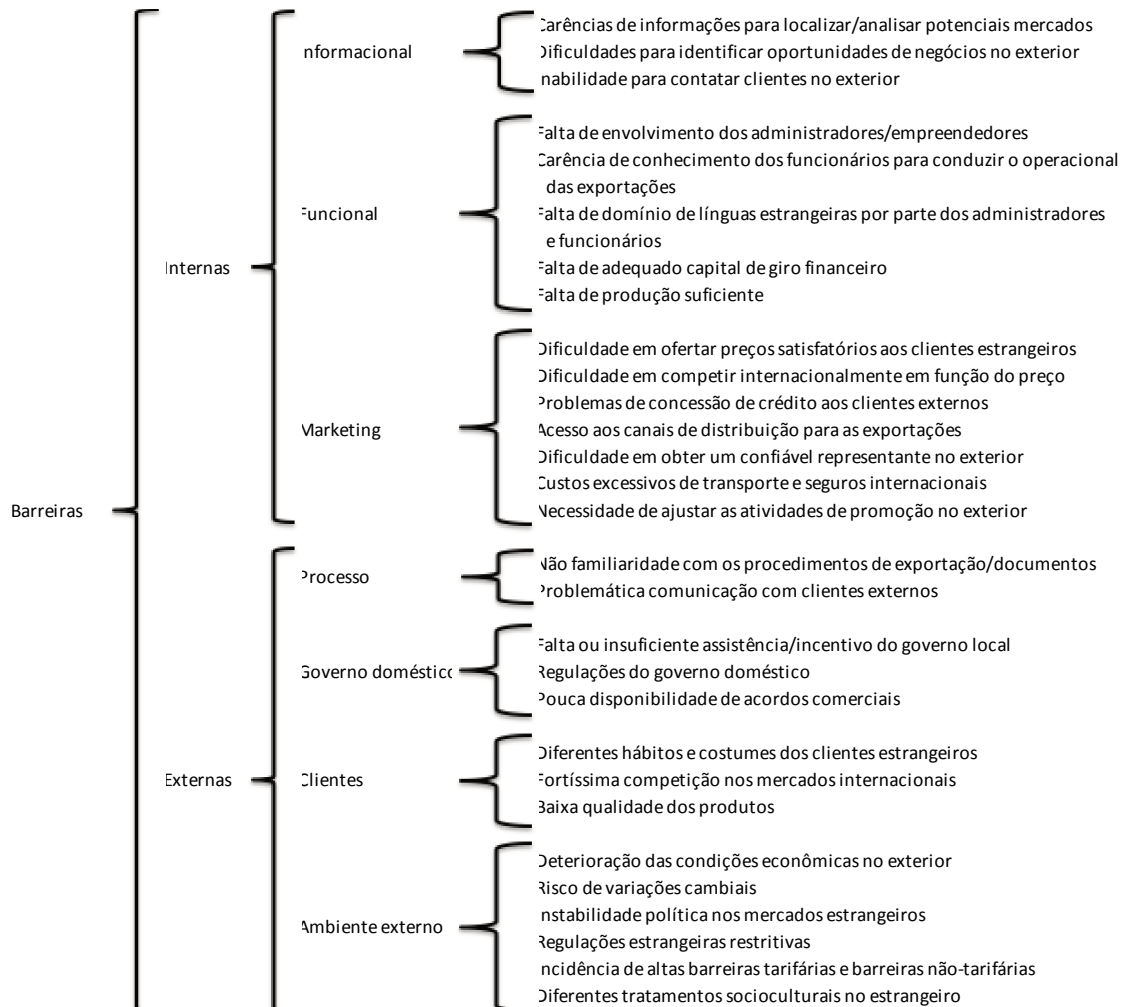 Barreiras
Internas
Informacional
Carências de informações para localizar/analisar potenciais mercados
Dificuldades para identificar oportunidades de negócios no exterior
Inabilidade para contatar clientes no exterior
Funcional
Falta de envolvimento dos administradores/empreendedores
Carência de conhecimento dos funcionários para conduzir o operacional
das exportações
Falta de domínio de línguas estrangeiras por parte dos administradores
e funcionários
Falta de adequado capital de giro financeiro
Falta de produção suficiente
Marketing
Dificuldade em ofertar preços satisfatórios aos clientes estrangeiros
Dificuldade em competir internacionalmente em função do preço
Problemas de concessão de crédito aos clientes externos
Acesso aos canais de distribuição para as exportações
Dificuldade em obter um confiável representante no exterior
Custos excessivos de transporte e seguros internacionais
Necessidade de ajustar as atividades de promoção no exterior
Externas
Processo
Não familiaridade com os procedimentos de exportação/documentos
Problemática comunicação com clientes externos
Governo doméstico
Falta ou insuficiente assistência/incentivo do governo local
Regulações do governo doméstico
Pouca disponibilidade de acordos comerciais
Clientes
Diferentes hábitos e costumes dos clientes estrangeiros
Fortíssima competição nos mercados internacionais
Baixa qualidade dos produtos
Ambiente externo
Deterioração das condições econômicas no exterior
Risco de variações cambiais
Instabilidade política nos mercados estrangeiros
Regulações estrangeiras restritivas
Incidência de altas barreiras tarifárias e barreiras não-tarifárias
Diferentes tratamentos socioculturais no estrangeiro